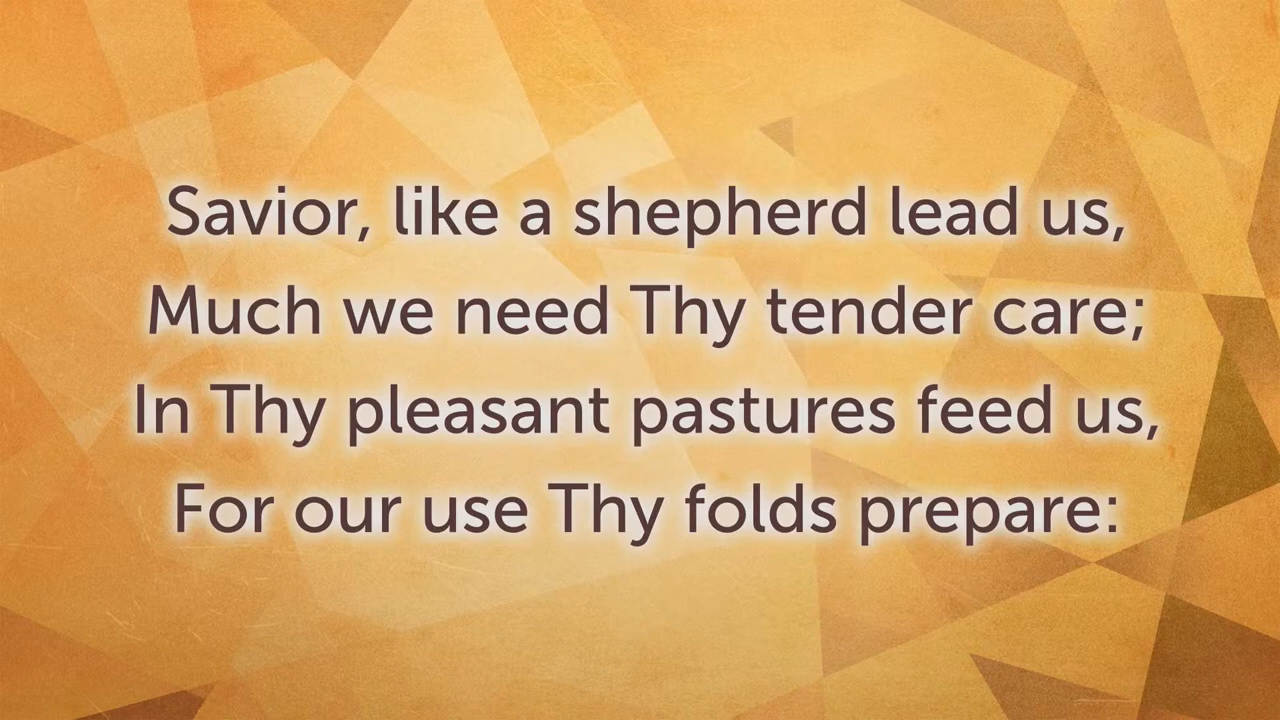 Savior, like a shepherd lead us,
Much we need Thy tender care;
In Thy pleasant pastures feed us,
For our use Thy folds prepare: